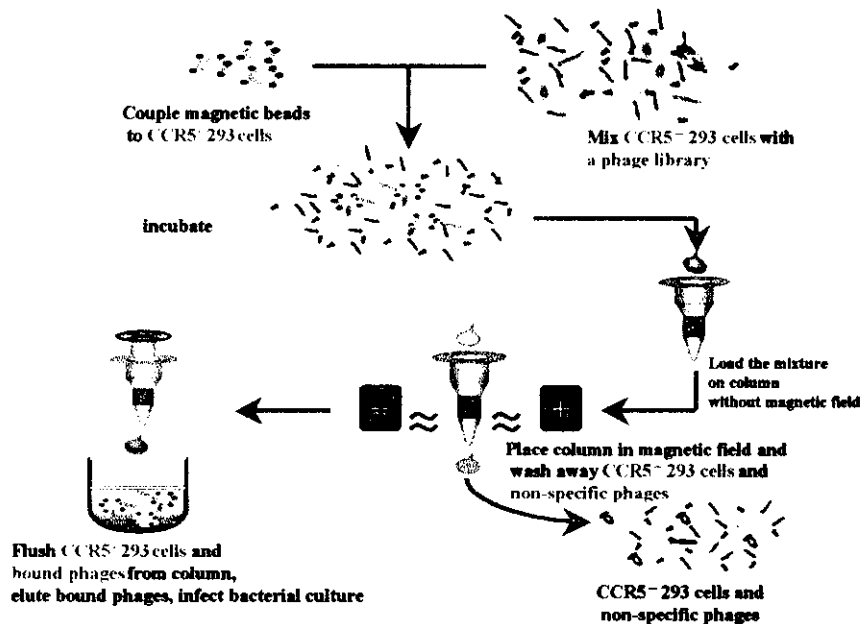 Couple magnetic beads
to CCR5⁺ 293 cells
Mix CCR5⁻ 293 cells with
a phage library
incubate
Load the mixture
on column
without magnetic field
Place column in magnetic field and
wash away CCR5⁻ 293 cells and
non-specific phages
Flush CCR5⁺ 293 cells and
bound phages from column,
elute bound phages, infect bacterial culture
CCR5⁻ 293 cells and
non-specific phages